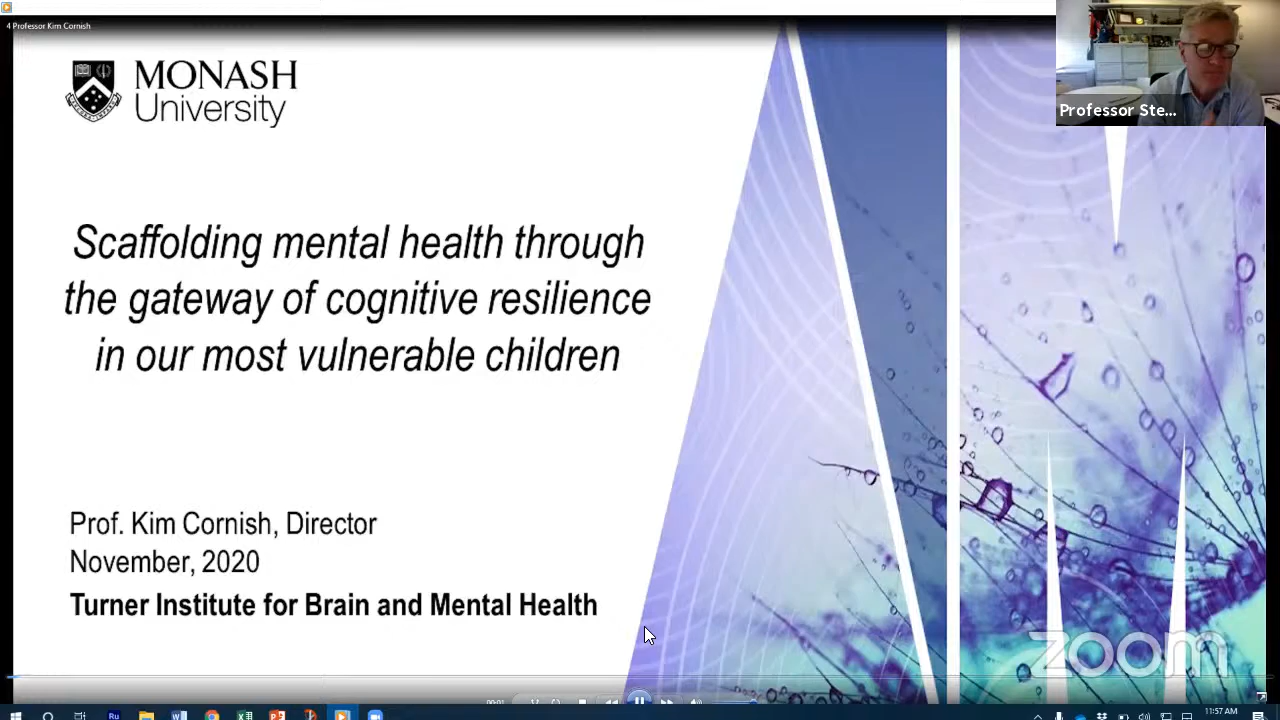 4 Professor Kim Cornish
MONASH
University
Professor Ste...
Scaffolding mental health through
the gateway of cognitive resilience
in our most vulnerable children
Prof. Kim Cornish, Director
November, 2020
Turner Institute for Brain and Mental Health
zoom
11:57 AM